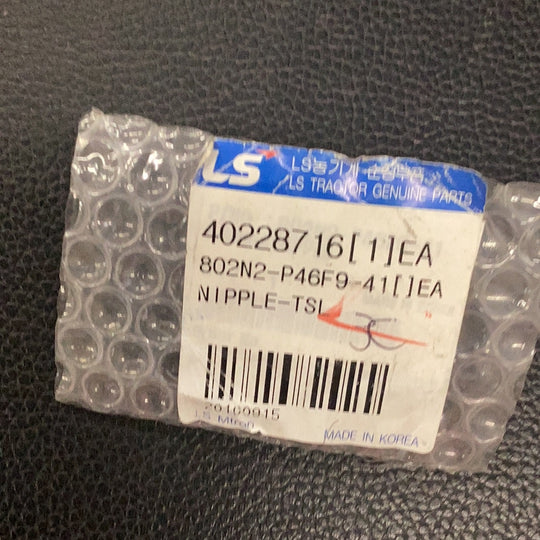 LS
LS농기계 순정부품
LS TRACTOR GENUINE PARTS
40228716[1]EA
802N2-P46F9-41[]EA
NIPPLE-TSL
20100915
LS Mtron
MADE IN KOREA